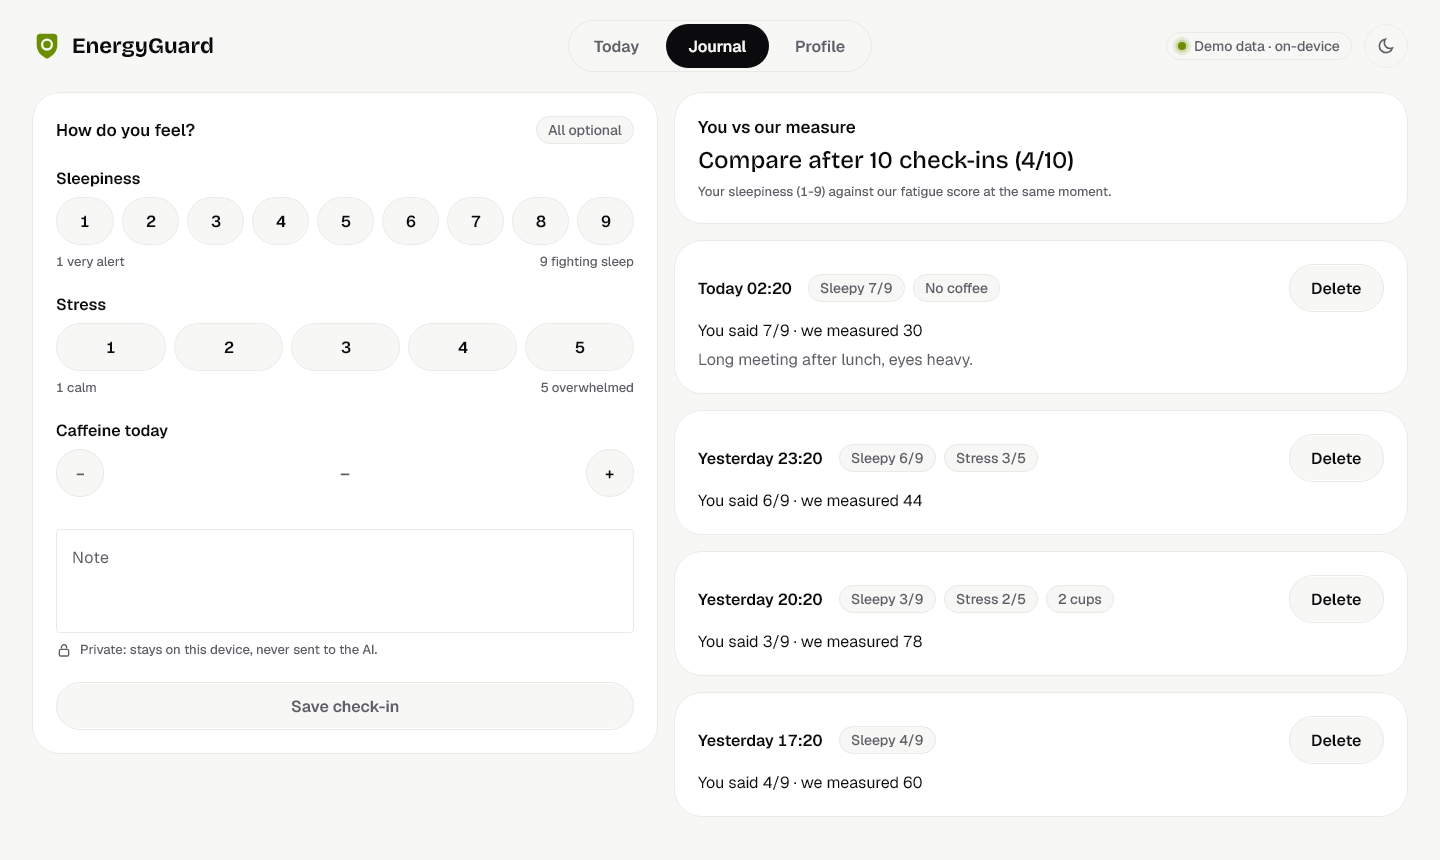 EnergyGuard
Today
Journal
Profile
Demo data · on-device
How do you feel?
All optional
Sleepiness
1 2 3 4 5 6 7 8 9
1 very alert
9 fighting sleep
Stress
1 2 3 4 5
1 calm
5 overwhelmed
Caffeine today
− – +
Note
Private: stays on this device, never sent to the AI.
Save check-in
You vs our measure
Compare after 10 check-ins (4/10)
Your sleepiness (1-9) against our fatigue score at the same moment.
Today 02:20 Sleepy 7/9 No coffee Delete
You said 7/9 · we measured 30
Long meeting after lunch, eyes heavy.
Yesterday 23:20 Sleepy 6/9 Stress 3/5 Delete
You said 6/9 · we measured 44
Yesterday 20:20 Sleepy 3/9 Stress 2/5 2 cups Delete
You said 3/9 · we measured 78
Yesterday 17:20 Sleepy 4/9 Delete
You said 4/9 · we measured 60